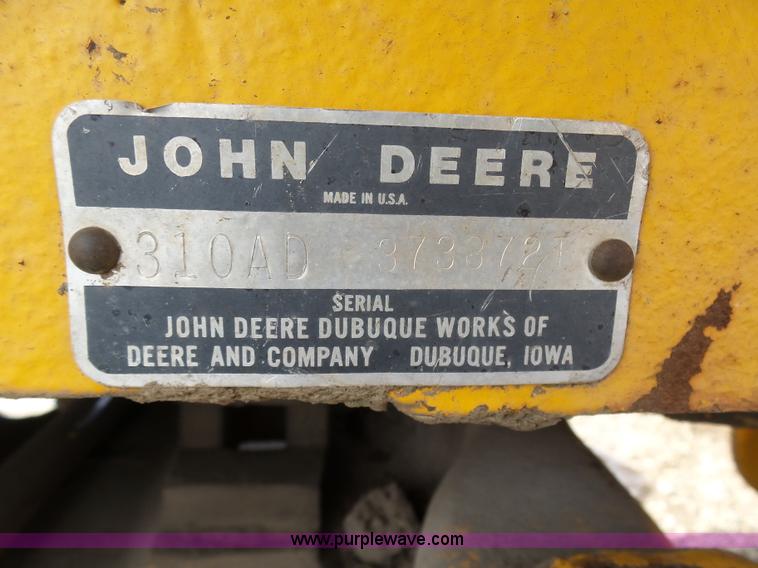 JOHN DEERE
MADE IN U.S.A.
310AD 373372T
SERIAL
JOHN DEERE DUBUQUE WORKS OF
DEERE AND COMPANY DUBUQUE, IOWA
www.purplewave.com